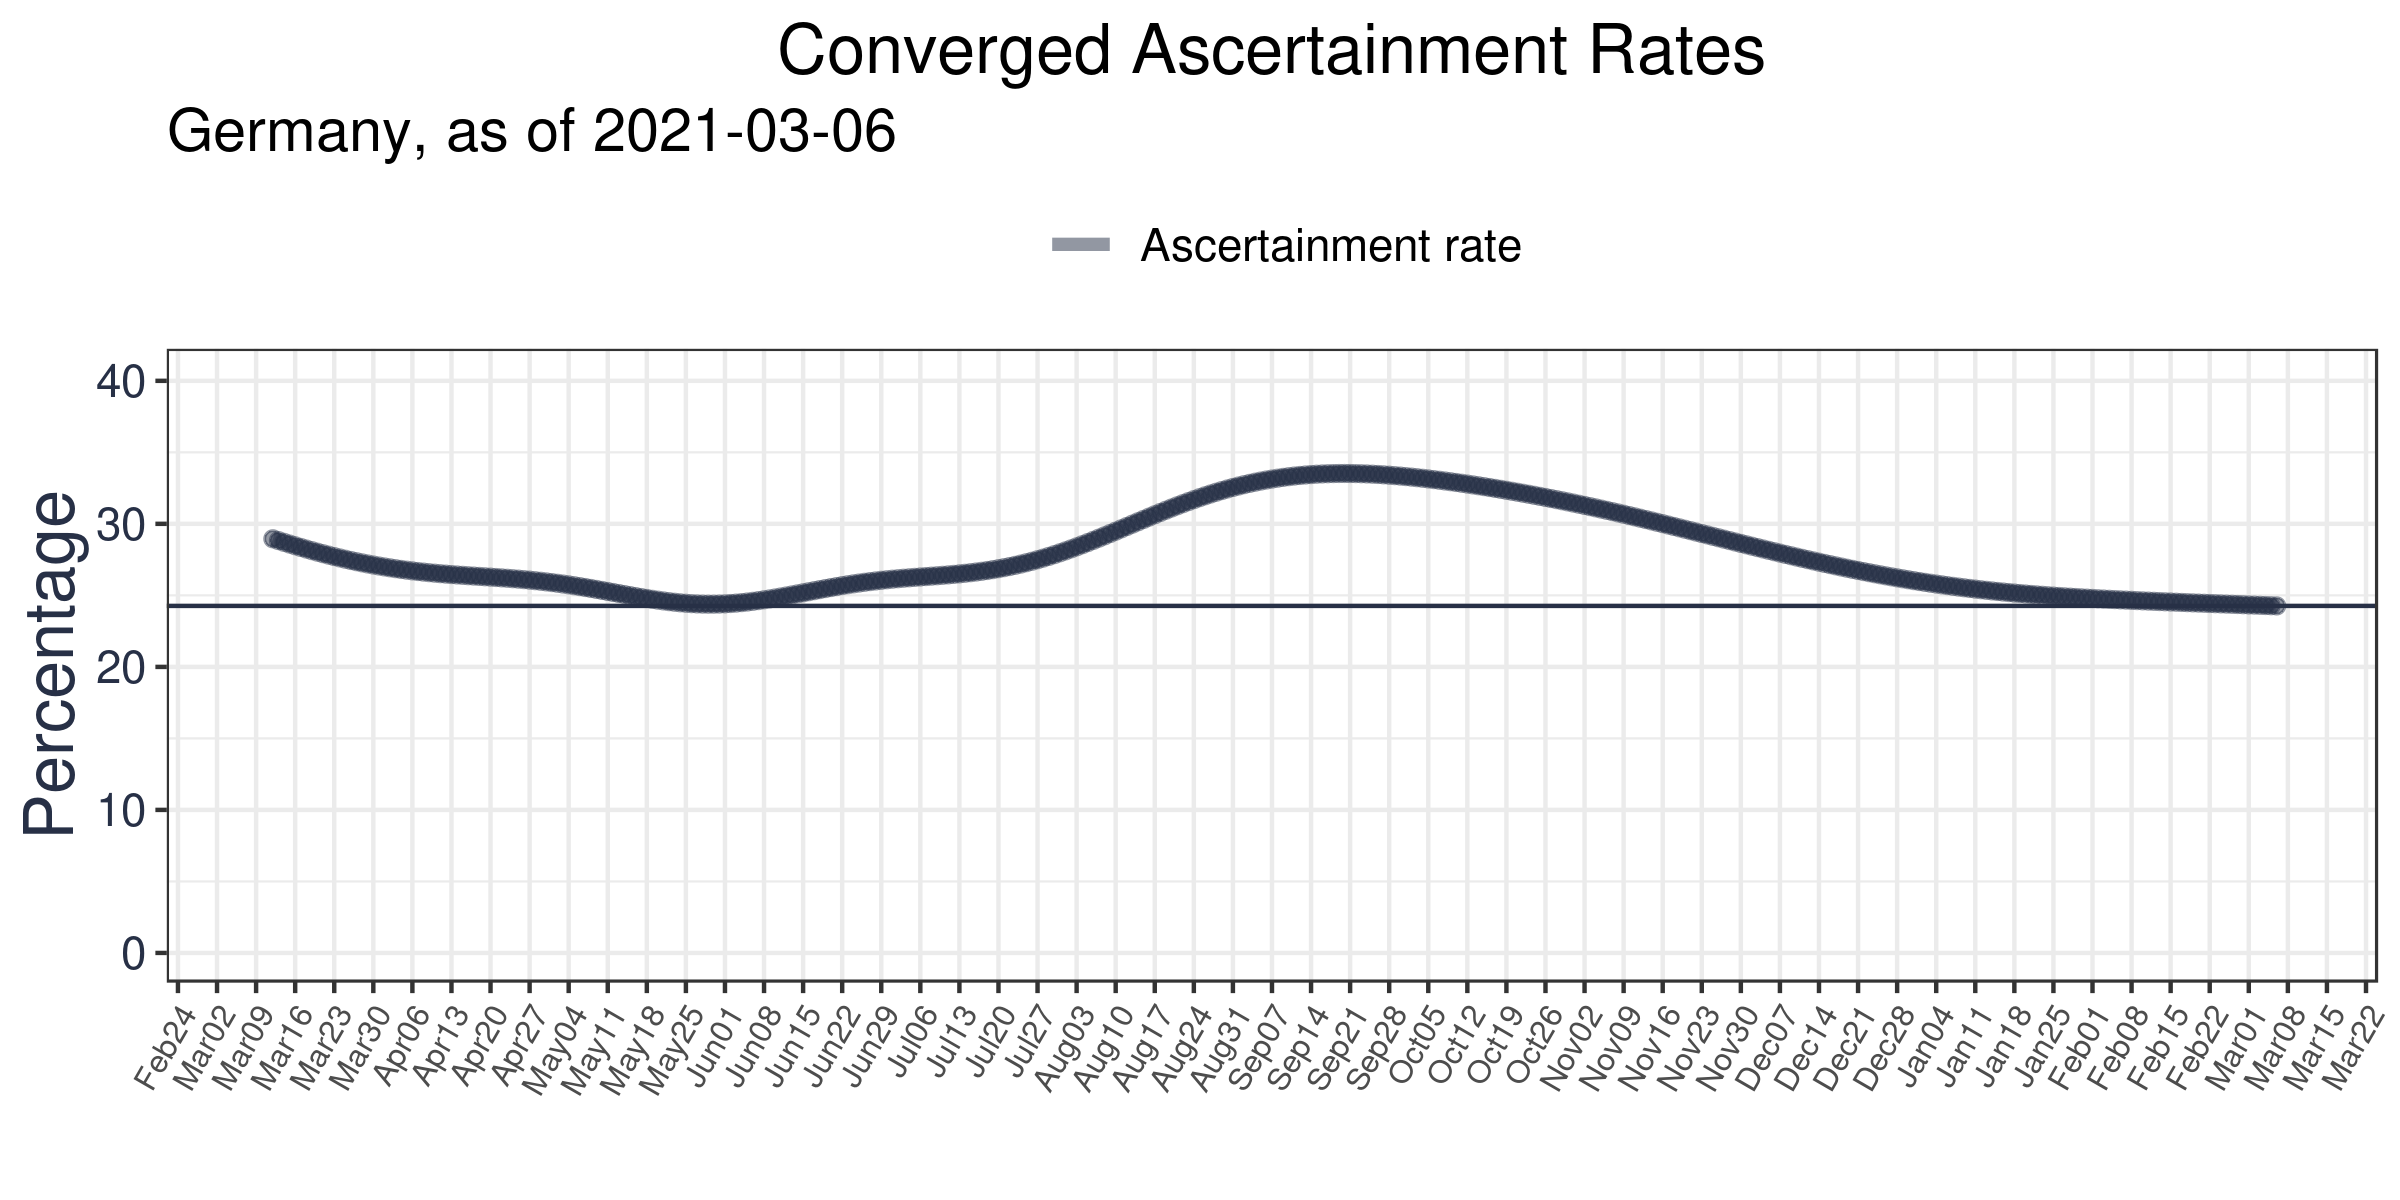 Converged Ascertainment Rates
Germany, as of 2021-03-06
Ascertainment rate
Percentage
40
30
20
10
0
Feb24
Mar02
Mar09
Mar16
Mar23
Mar30
Apr06
Apr13
Apr20
Apr27
May04
May11
May18
May25
Jun01
Jun08
Jun15
Jun22
Jun29
Jul06
Jul13
Jul20
Jul27
Aug03
Aug10
Aug17
Aug24
Aug31
Sep07
Sep14
Sep21
Sep28
Oct05
Oct12
Oct19
Oct26
Nov02
Nov09
Nov16
Nov23
Nov30
Dec07
Dec14
Dec21
Dec28
Jan04
Jan11
Jan18
Jan25
Feb01
Feb08
Feb15
Feb22
Mar01
Mar08
Mar15
Mar22